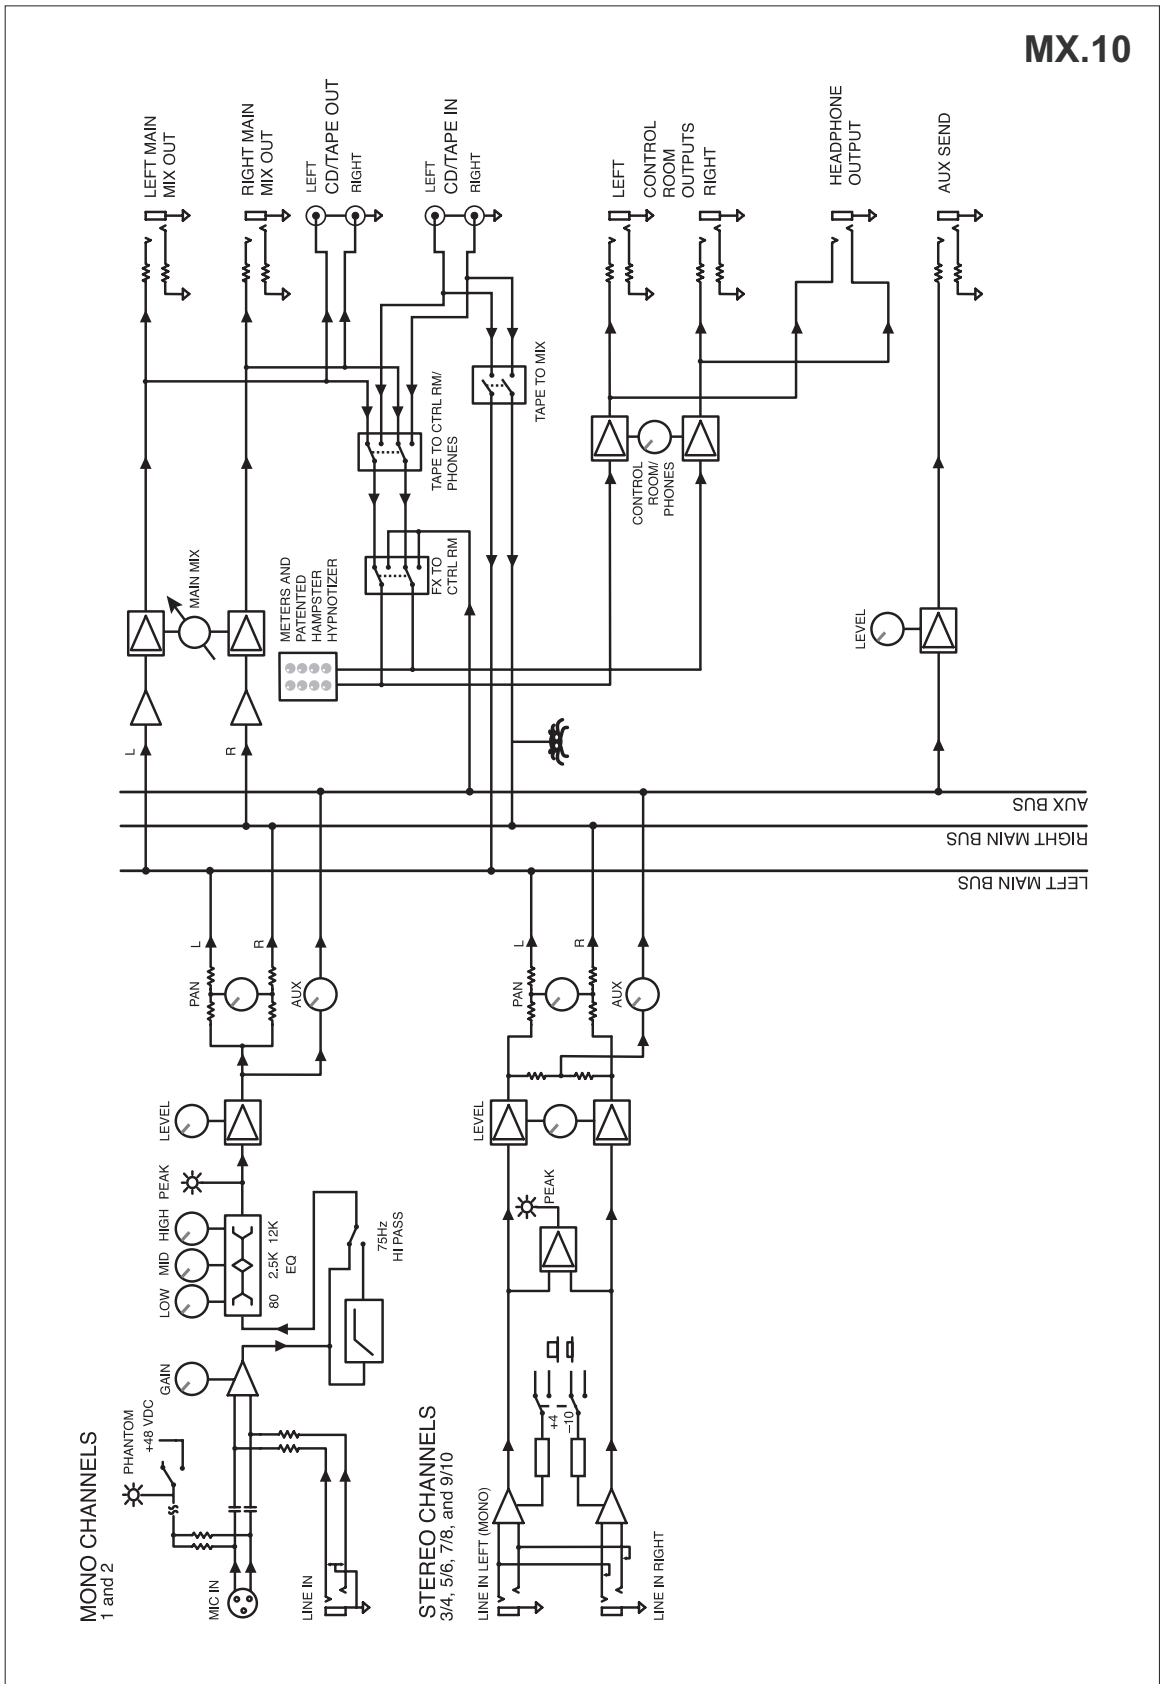 MX.10
LEFT MAIN
MIX OUT
RIGHT MAIN
MIX OUT
LEFT
CD/TAPE OUT
RIGHT
LEFT
CD/TAPE IN
RIGHT
LEFT
CONTROL
ROOM
OUTPUTS
RIGHT
HEADPHONE
OUTPUT
AUX SEND
TAPE TO CTRL RM/
PHONES
TAPE TO MIX
CONTROL
ROOM/
PHONES
MAIN MIX
METERS AND
PATENTED
HAMPSTER
HYPNOTIZER
FX TO
CTRL RM
LEVEL
L
R
AUX BUS
RIGHT MAIN BUS
LEFT MAIN BUS
L
PAN
R
AUX
L
PAN
R
AUX
LEVEL
PEAK
HIGH
MID
LOW
12K
2.5K
80
EQ
75Hz
HI PASS
GAIN
PHANTOM
+48 VDC
MONO CHANNELS
1 and 2
MIC IN
LINE IN
LEVEL
PEAK
+4
–10
STEREO CHANNELS
3/4, 5/6, 7/8, and 9/10
LINE IN LEFT (MONO)
LINE IN RIGHT